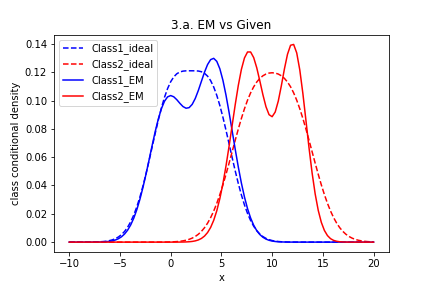 3.a. EM vs Given
Class1_ideal
Class2_ideal
Class1_EM
Class2_EM
class conditional density
0.14
0.12
0.10
0.08
0.06
0.04
0.02
0.00
−10 −5 0 5 10 15 20
x